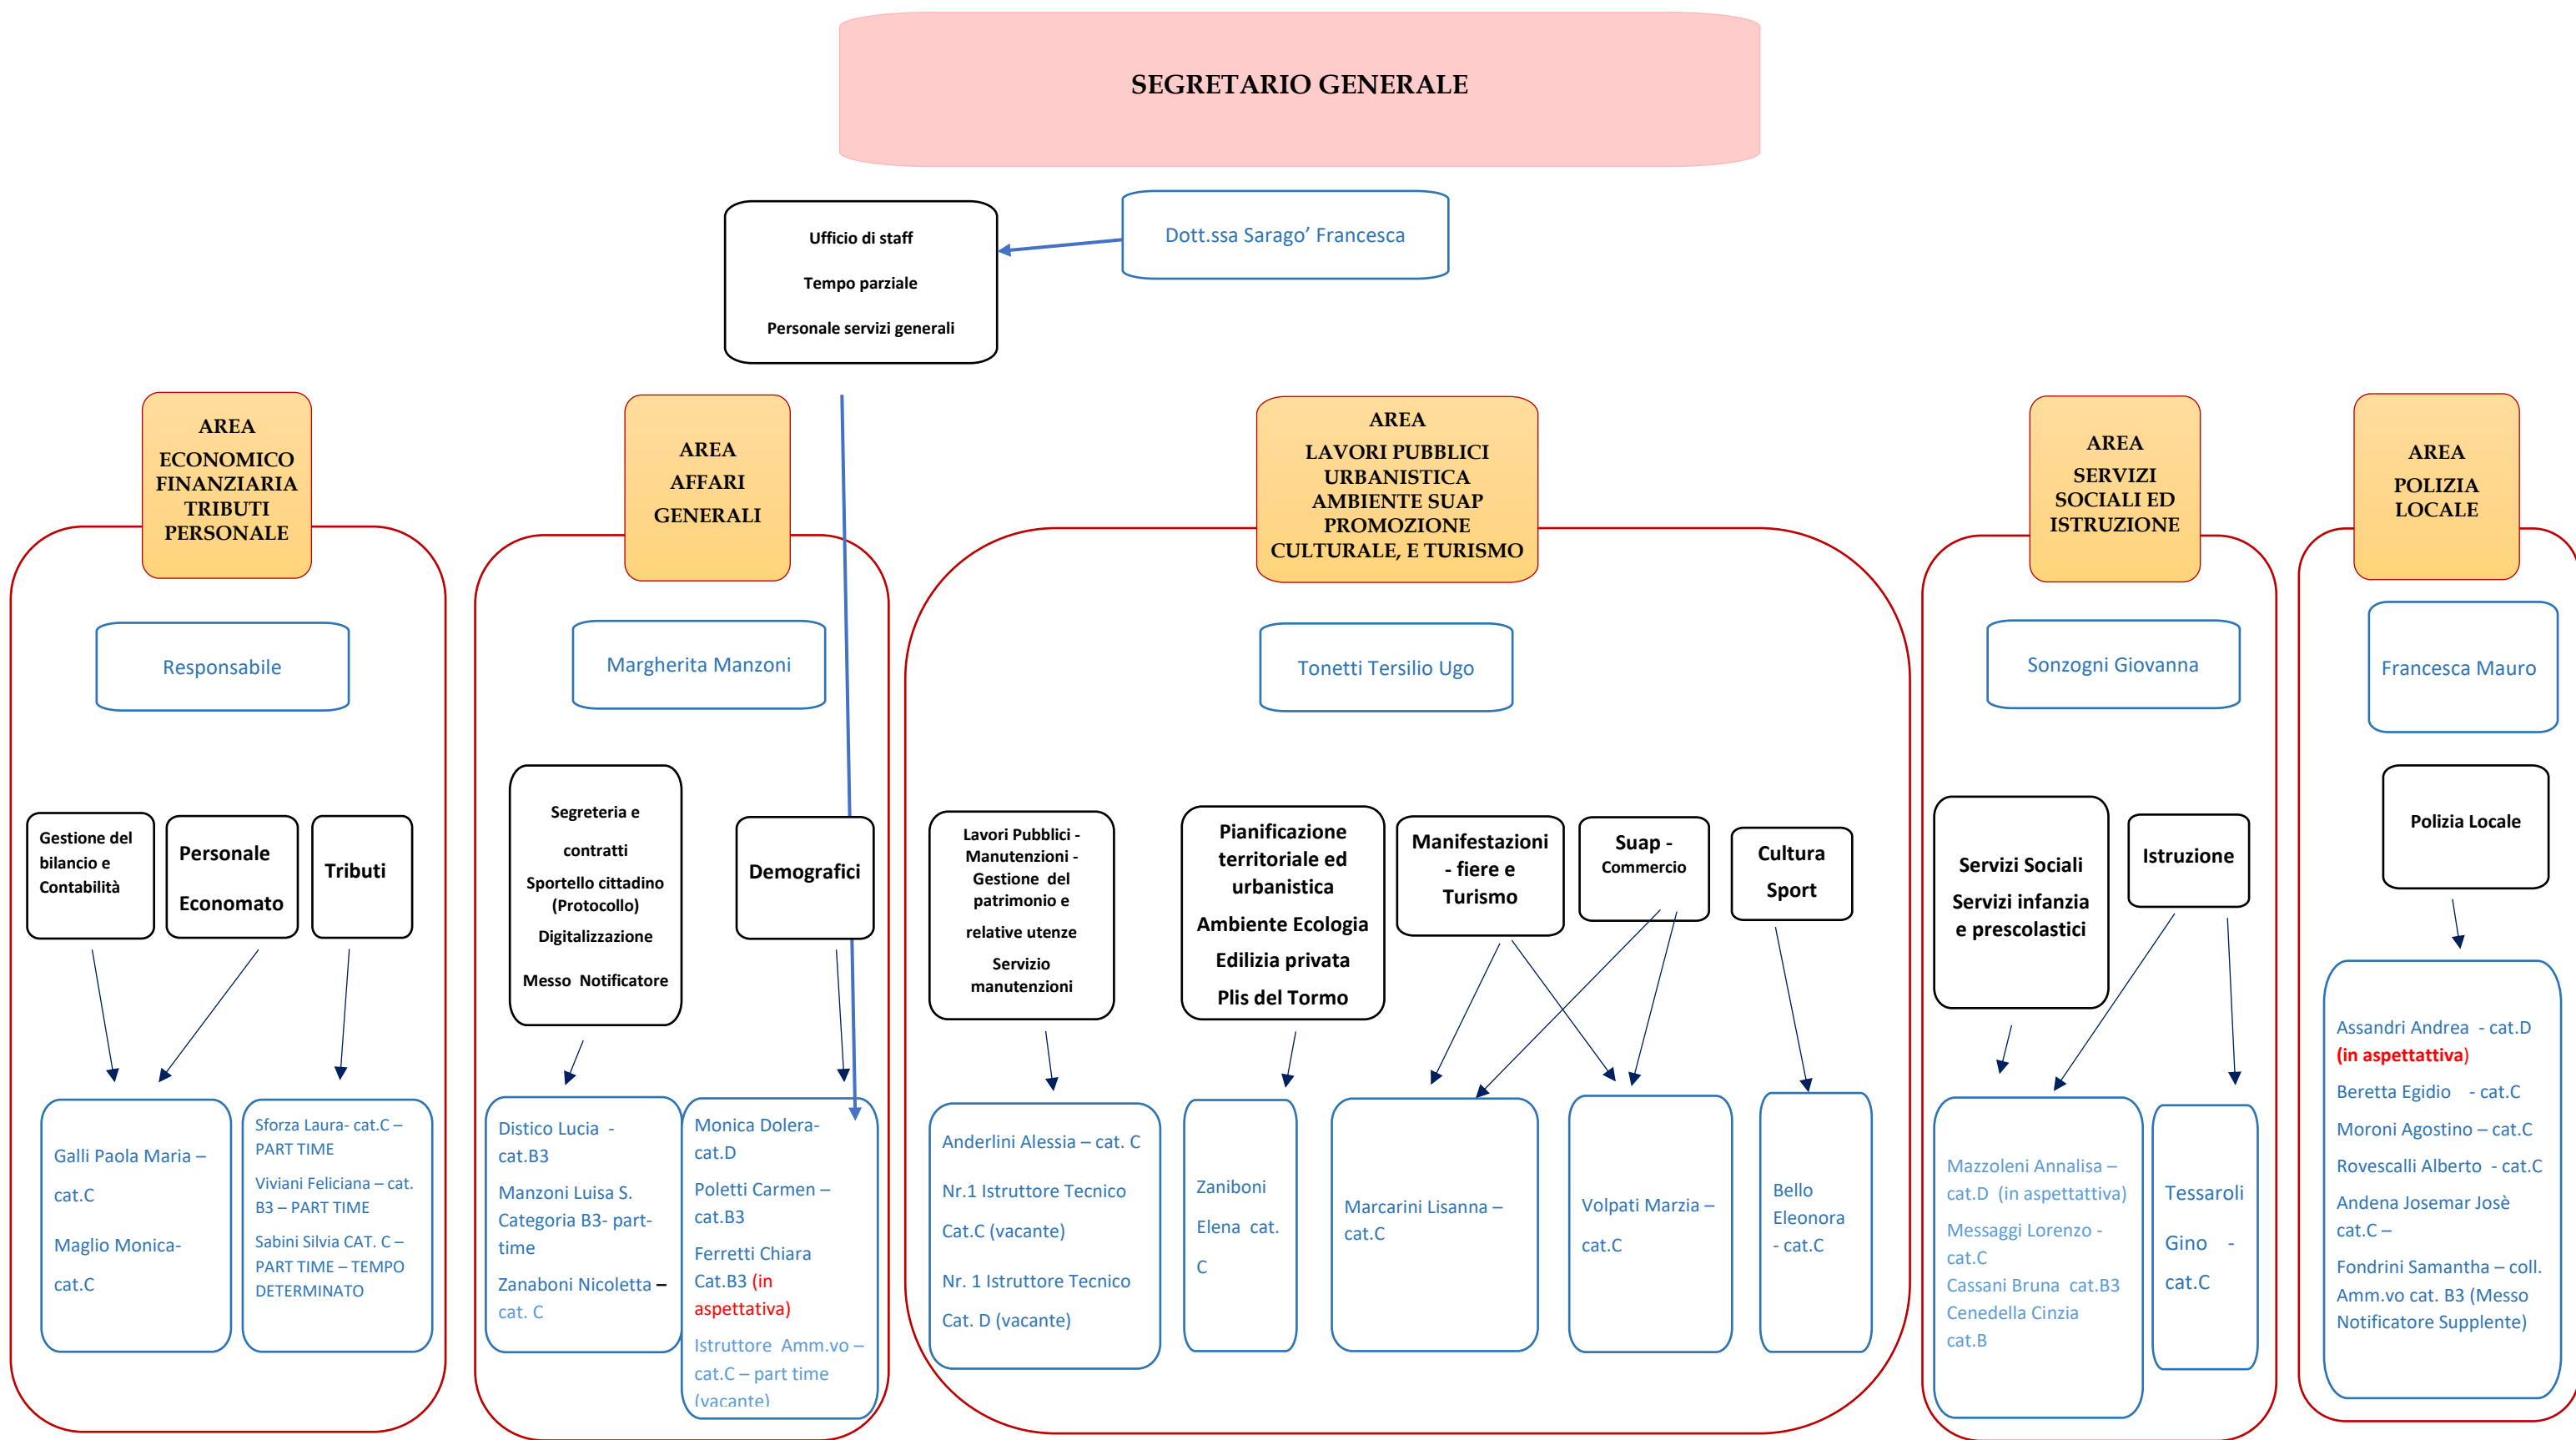 SEGRETARIO GENERALE
Dott.ssa Sarago’ Francesca
Ufficio di staff
Tempo parziale
Personale servizi generali
AREA
ECONOMICO
FINANZIARIA
TRIBUTI
PERSONALE
Responsabile
Gestione del
bilancio e
Contabilità
Personale
Economato
Tributi
Galli Paola Maria –
cat.C
Maglio Monica-
cat.C
Sforza Laura- cat.C –
PART TIME
Viviani Feliciana – cat.
B3 – PART TIME
Sabini Silvia CAT. C –
PART TIME – TEMPO
DETERMINATO
AREA
AFFARI
GENERALI
Margherita Manzoni
Segreteria e
contratti
Sportello cittadino
(Protocollo)
Digitalizzazione
Messo Notificatore
Demografici
Distico Lucia -
cat.B3
Manzoni Luisa S.
Categoria B3- part-
time
Zanaboni Nicoletta –
cat. C
Monica Dolera-
cat.D
Poletti Carmen –
cat.B3
Ferretti Chiara
Cat.B3 (in
aspettativa)
Istruttore Amm.vo –
cat.C – part time
(vacante)
AREA
LAVORI PUBBLICI
URBANISTICA
AMBIENTE SUAP
PROMOZIONE
CULTURALE, E TURISMO
Tonetti Tersilio Ugo
Lavori Pubblici -
Manutenzioni -
Gestione del
patrimonio e
relative utenze
Servizio
manutenzioni
Pianificazione
territoriale ed
urbanistica
Ambiente Ecologia
Edilizia privata
Plis del Tormo
Manifestazioni
- fiere e
Turismo
Suap -
Commercio
Cultura
Sport
Anderlini Alessia – cat. C
Nr.1 Istruttore Tecnico
Cat.C (vacante)
Nr. 1 Istruttore Tecnico
Cat. D (vacante)
Zaniboni
Elena cat.
C
Marcarini Lisanna –
cat.C
Volpati Marzia –
cat.C
Bello
Eleonora
- cat.C
AREA
SERVIZI
SOCIALI ED
ISTRUZIONE
Sonzogni Giovanna
Servizi Sociali
Servizi infanzia
e prescolastici
Istruzione
Mazzoleni Annalisa –
cat.D (in aspettativa)
Messaggi Lorenzo -
cat.C
Cassani Bruna cat.B3
Cenedella Cinzia
cat.B
Tessaroli
Gino -
cat.C
AREA
POLIZIA
LOCALE
Francesca Mauro
Polizia Locale
Assandri Andrea - cat.D
(in aspettattiva)
Beretta Egidio - cat.C
Moroni Agostino – cat.C
Rovescalli Alberto - cat.C
Andena Josemar Josè
cat.C –
Fondrini Samantha – coll.
Amm.vo cat. B3 (Messo
Notificatore Supplente)